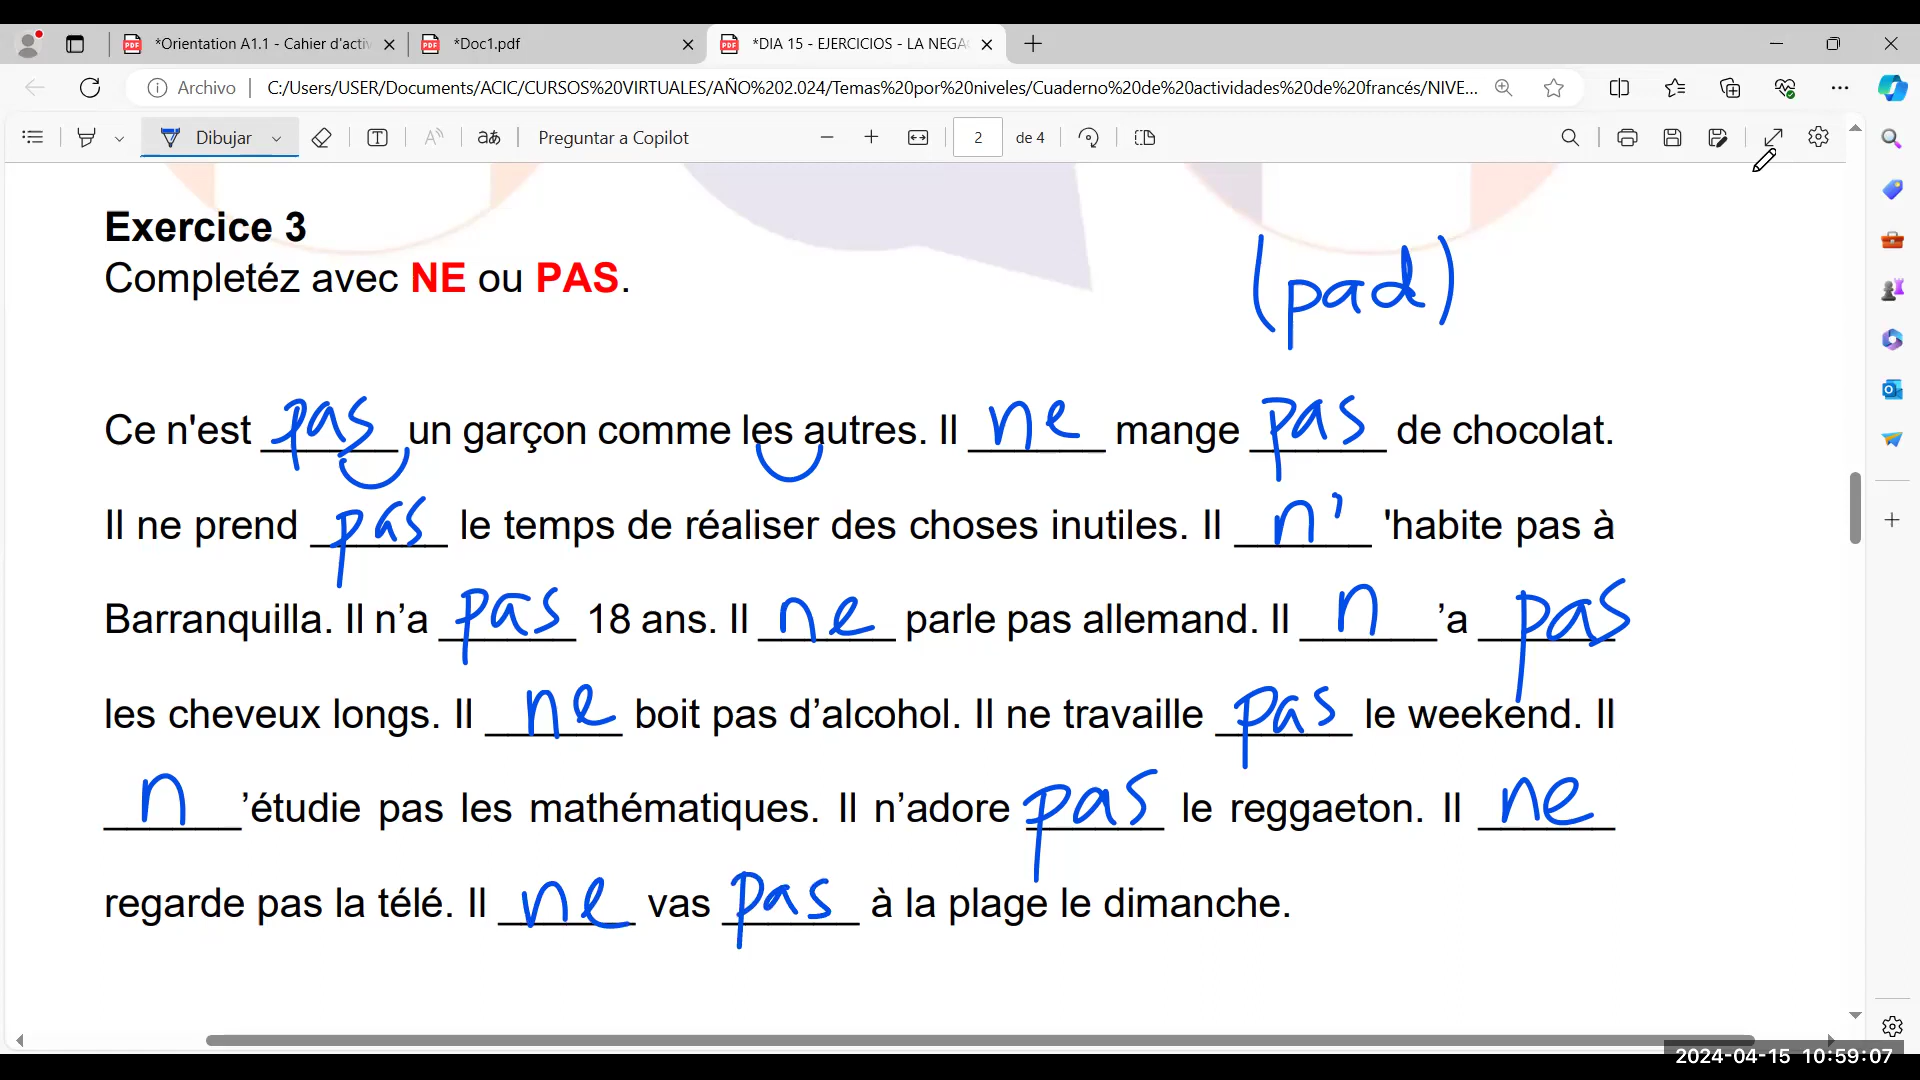 *Orientation A1.1 - Cahier d'activ
*Doc1.pdf
*DIA 15 - EJERCICIOS - LA NEGA
Archivo
C:/Users/USER/Documents/ACIC/CURSOS%20VIRTUALES/AÑO%202.024/Temas%20por%20niveles/Cuaderno%20de%20actividades%20de%20francés/NIVE...
Dibujar
aあ
Preguntar a Copilot
2 de 4
Exercice 3
Completéz avec NE ou PAS.
(pad)
Ce n'est pas un garçon comme les autres. Il ne mange pas de chocolat.
Il ne prend pas le temps de réaliser des choses inutiles. Il n' 'habite pas à
Barranquilla. Il n’a pas 18 ans. Il ne parle pas allemand. Il n ’a pas
les cheveux longs. Il ne boit pas d’alcohol. Il ne travaille pas le weekend. Il
n ’étudie pas les mathématiques. Il n’adore pas le reggaeton. Il ne
regarde pas la télé. Il ne vas pas à la plage le dimanche.
2024-04-15 10:59:07